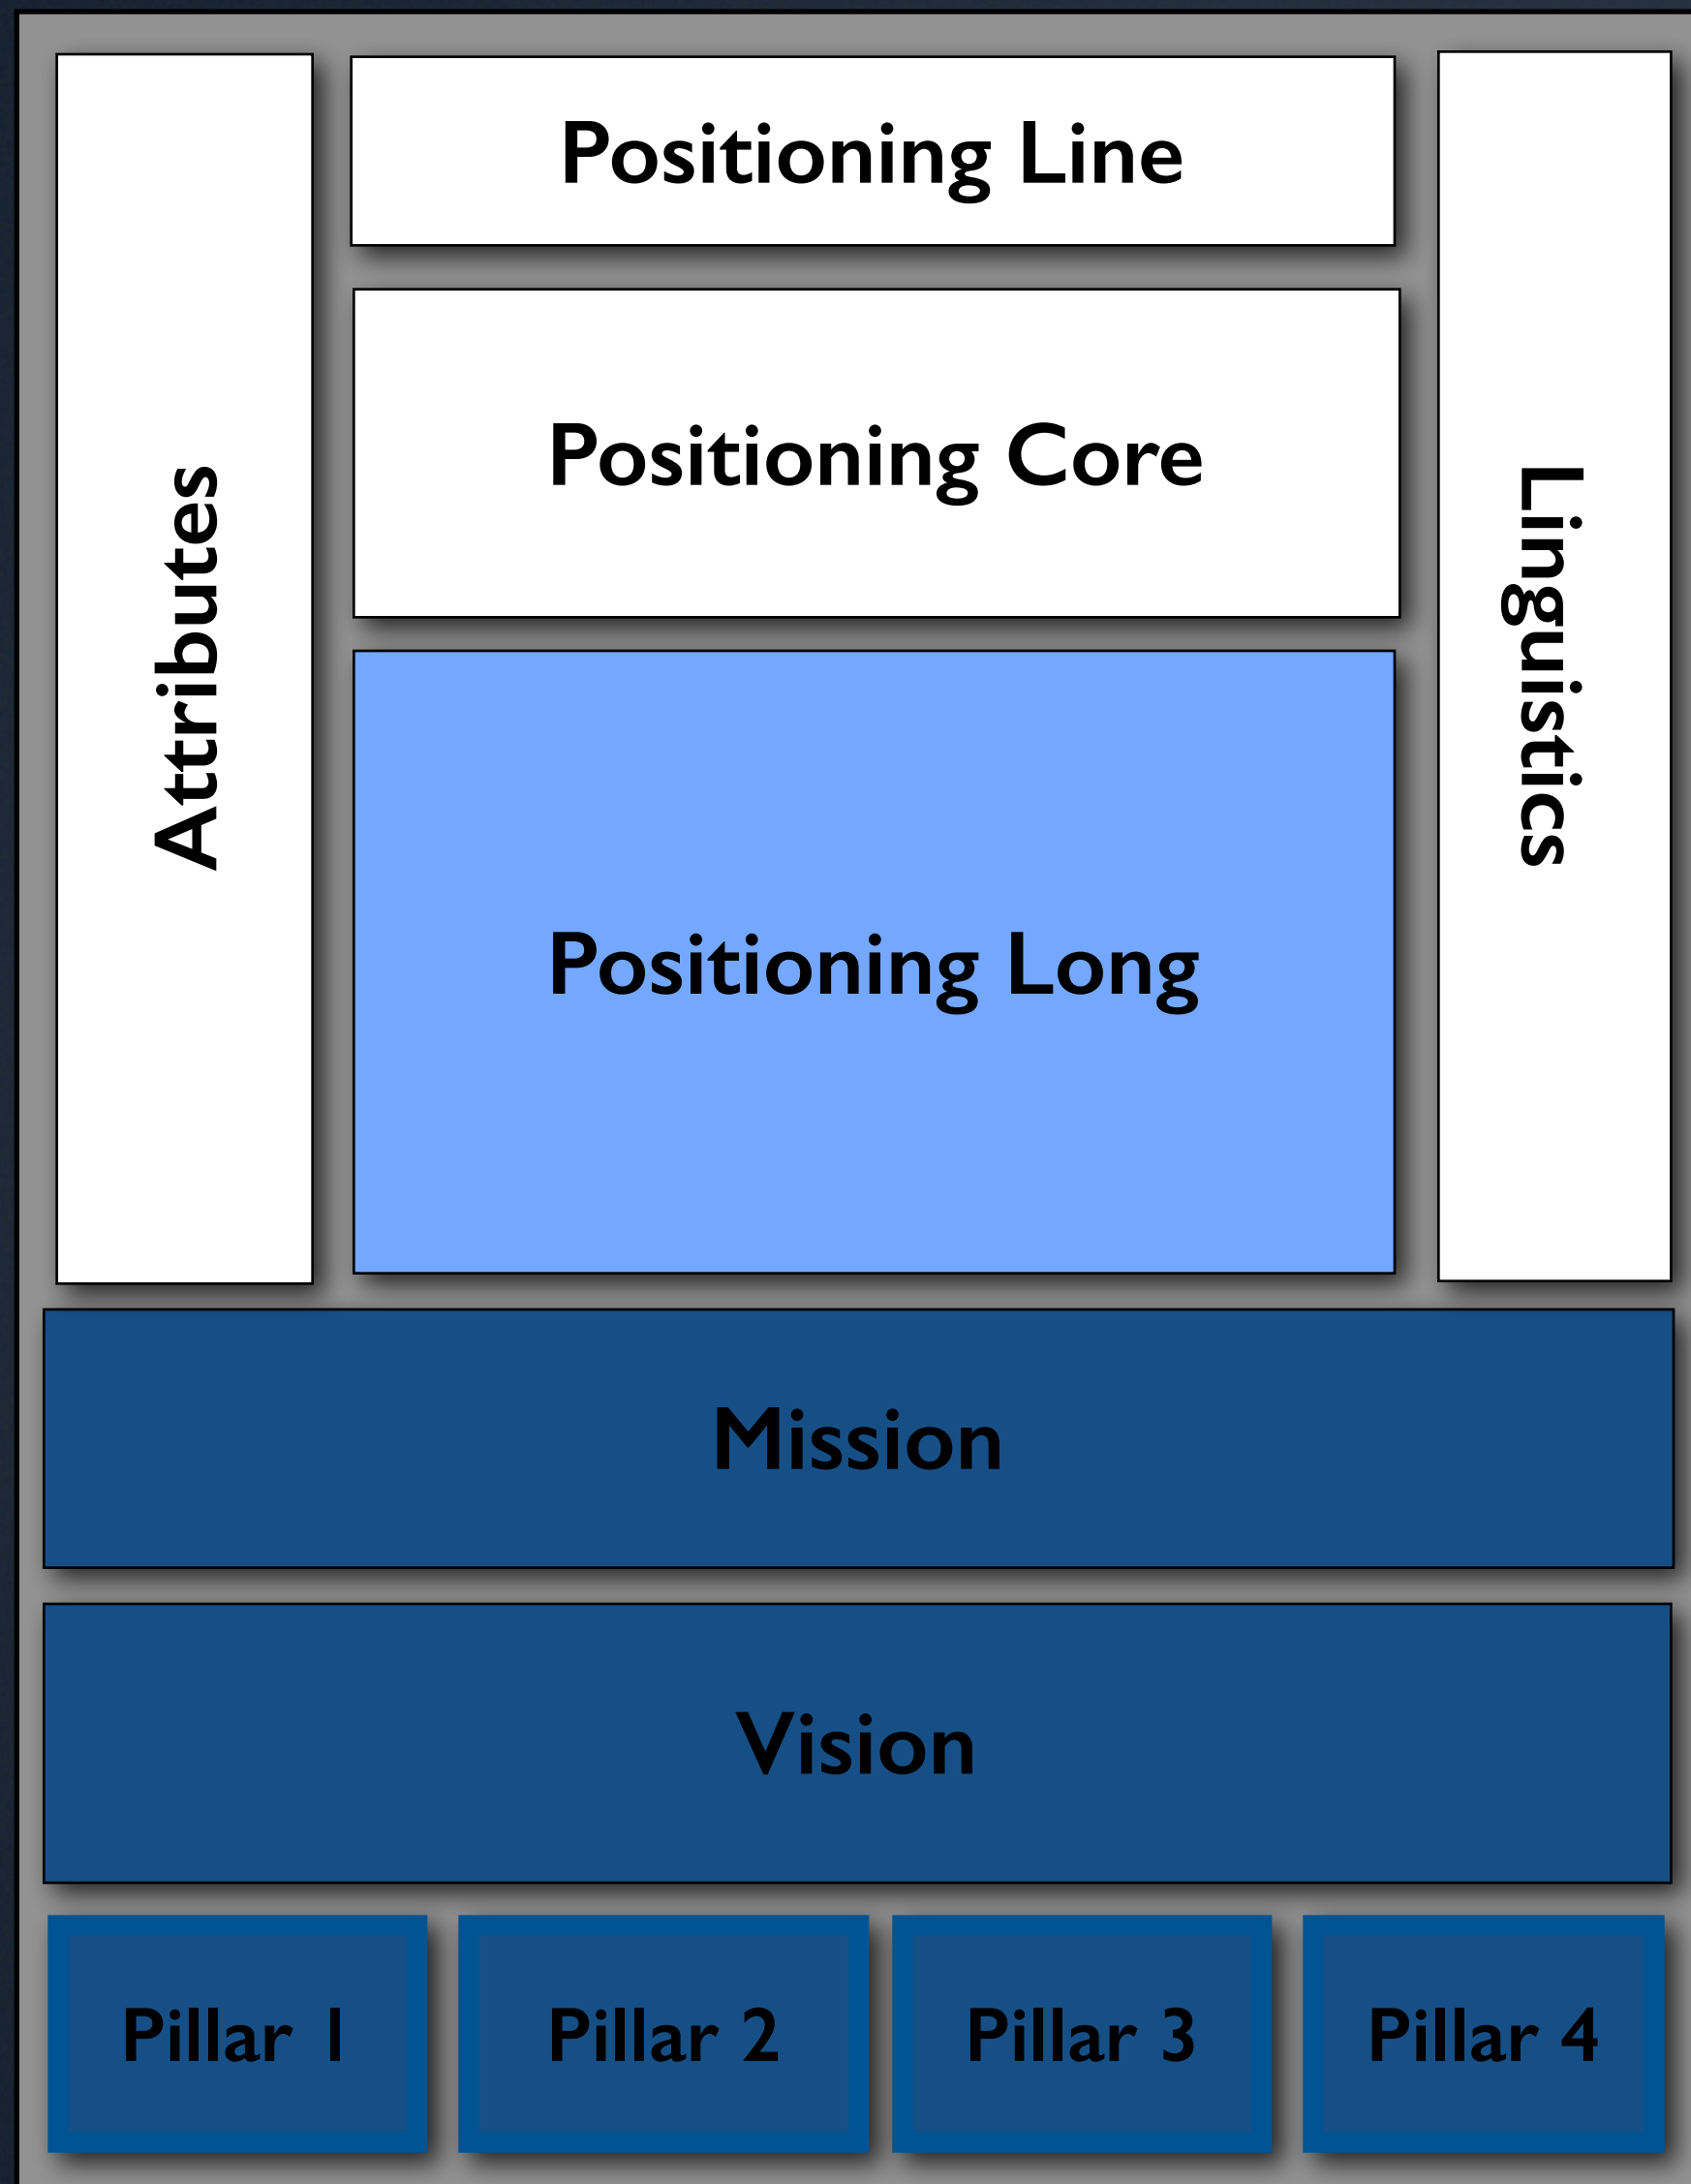 Attributes
Positioning Line
Positioning Core
Positioning Long
Linguistics
Mission
Vision
Pillar 1
Pillar 2
Pillar 3
Pillar 4